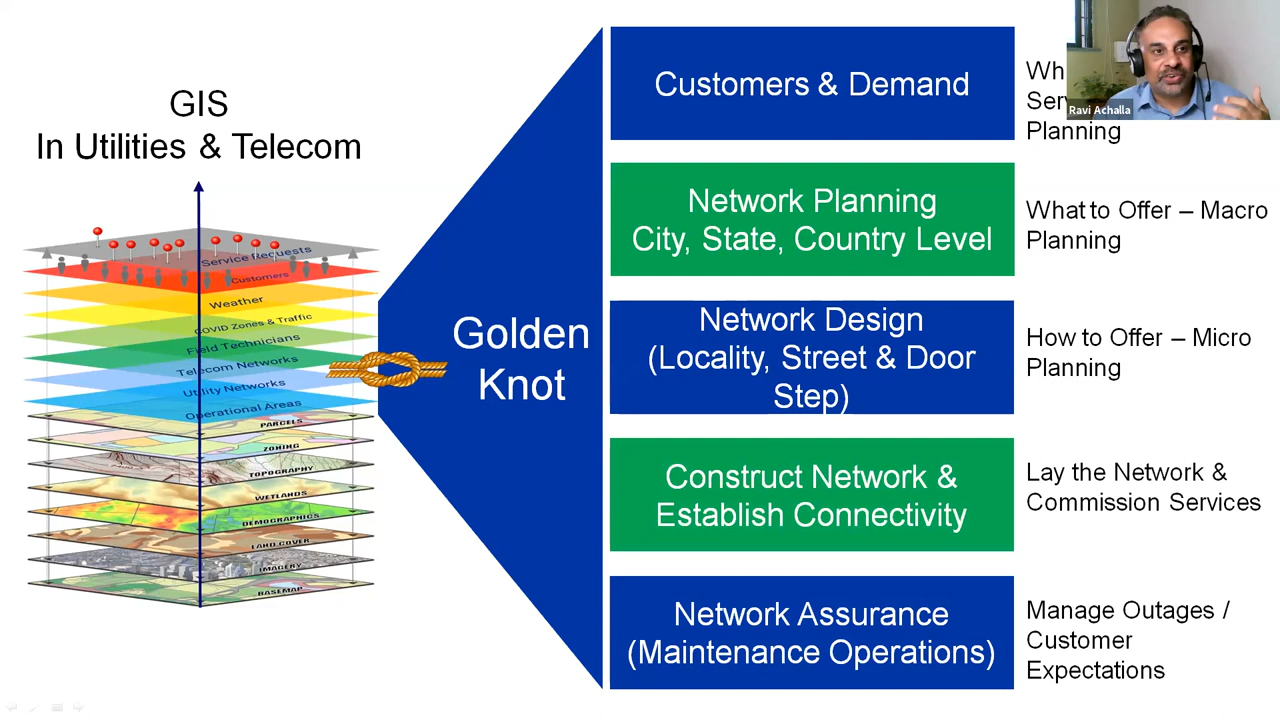 GIS
In Utilities & Telecom
Service Requests
Customers
Weather
COVID Zones & Traffic
Field Technicians
Telecom Networks
Utility Networks
Operational Areas
PARCELS
ZONING
TOPOGRAPHY
WETLANDS
DEMOGRAPHICS
LAND COVER
IMAGERY
BASEMAP
Golden
Knot
Customers & Demand
Planning
Ravi Achalla
Network Planning
City, State, Country Level
What to Offer – Macro
Planning
Network Design
(Locality, Street & Door
Step)
How to Offer – Micro
Planning
Construct Network &
Establish Connectivity
Lay the Network &
Commission Services
Network Assurance
(Maintenance Operations)
Manage Outages /
Customer
Expectations